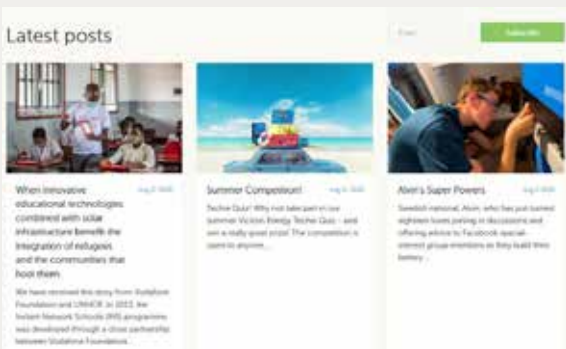 Latest posts
Email
Subscribe
When innovative
educational technologies
combined with solar
infrastructure benefit the
integration of refugees
and the communities that
host them
We have received this story from Vodafone
Foundation and UNHCR. In 2013, the
Instant Network Schools (INS) programme
was developed through a close partnership
between Vodafone Foundation
Summer Competition!
Techie Quiz! Why not take part in our
summer Victron Energy Techie Quiz - and
win a really great prize! The competition is
open to anyone...
Alvin's Super Powers
Swedish national, Alvin, who has just turned
eighteen loves joining in discussions and
offering advice to Facebook special-
interest group members as they build their
battery...